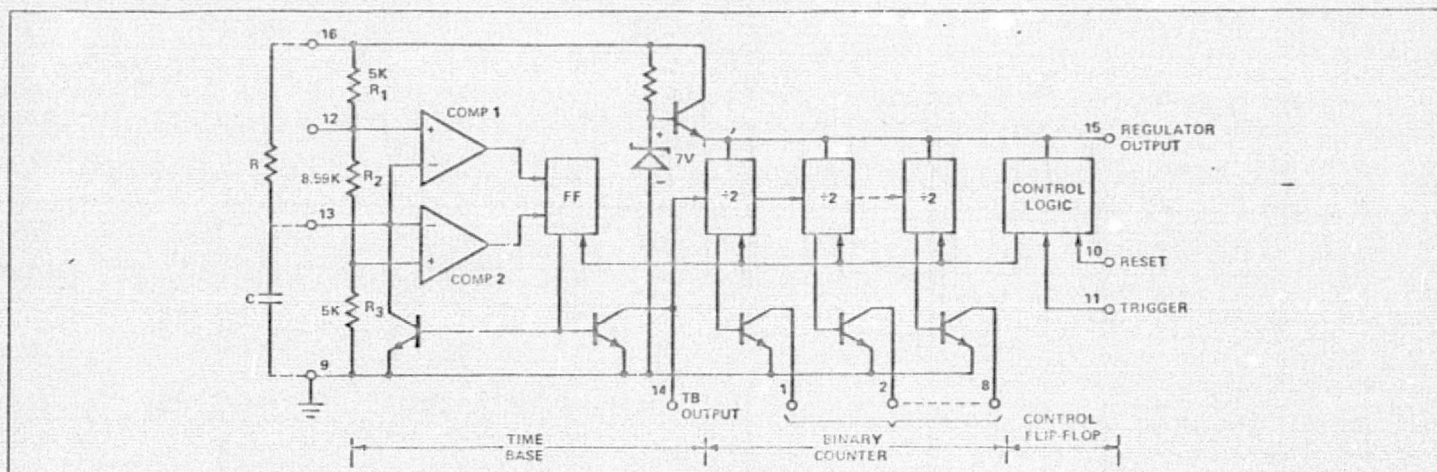 16
5K
R1
COMP 1
12
+
−
15
REGULATOR
OUTPUT
+
7V
−
R
8.59K
R2
FF
÷2
÷2
÷2
CONTROL
LOGIC
13
−
+
COMP 2
10
RESET
C
R3
5K
11
TRIGGER
9
14
TB
OUTPUT
1
2
8
TIME
BASE
BINARY
COUNTER
CONTROL
FLIP-FLOP